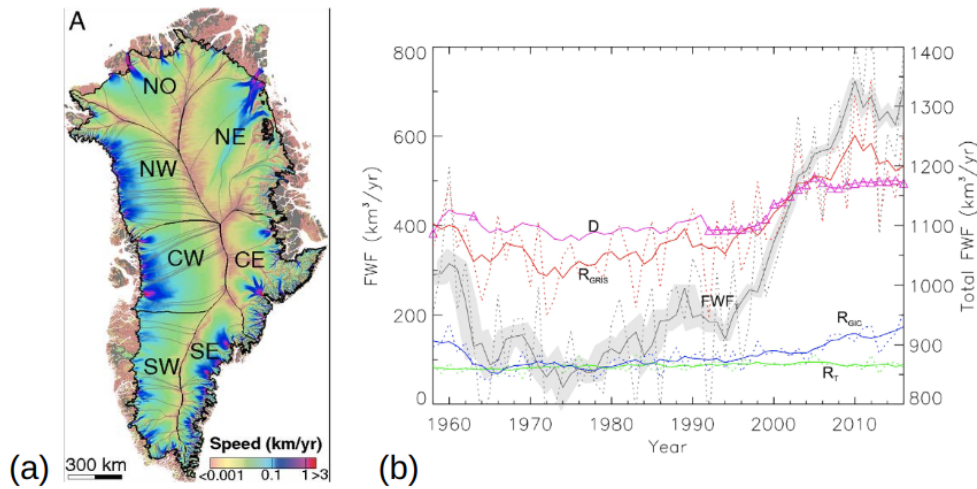 A
NO
NE
NW
CW
CE
SW
SE
Speed (km/yr)
<0.001 0.1 1 >3
300 km
(a)
800
600
400
200
0
FWF (km³/yr)
D
R_GRIS
FWF
R_GIC
R_T
1400
1300
1200
1100
1000
900
800
Total FWF (km³/yr)
1960 1970 1980 1990 2000 2010
Year
(b)